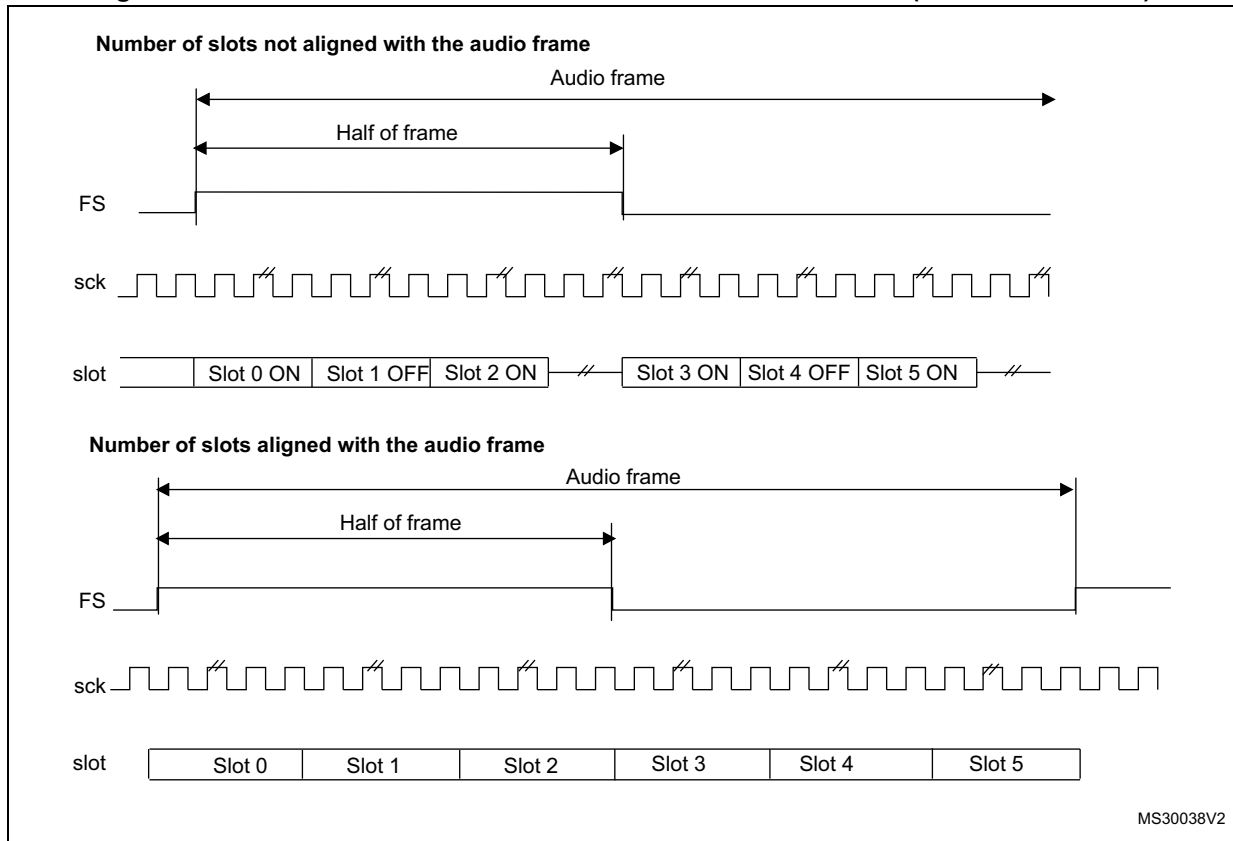 Number of slots not aligned with the audio frame
Audio frame
Half of frame
FS
sck
slot
Slot 0 ON
Slot 1 OFF
Slot 2 ON
Slot 3 ON
Slot 4 OFF
Slot 5 ON
Number of slots aligned with the audio frame
Audio frame
Half of frame
FS
sck
slot
Slot 0
Slot 1
Slot 2
Slot 3
Slot 4
Slot 5
MS30038V2